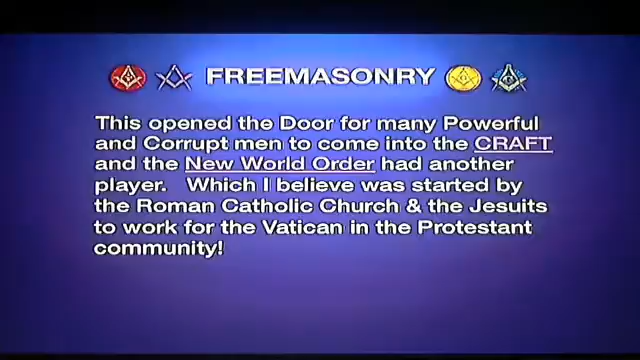 FREEMASONRY
This opened the Door for many Powerful
and Corrupt men to come into the CRAFT
and the New World Order had another
player. Which I believe was started by
the Roman Catholic Church & the Jesuits
to work for the Vatican in the Protestant
community!